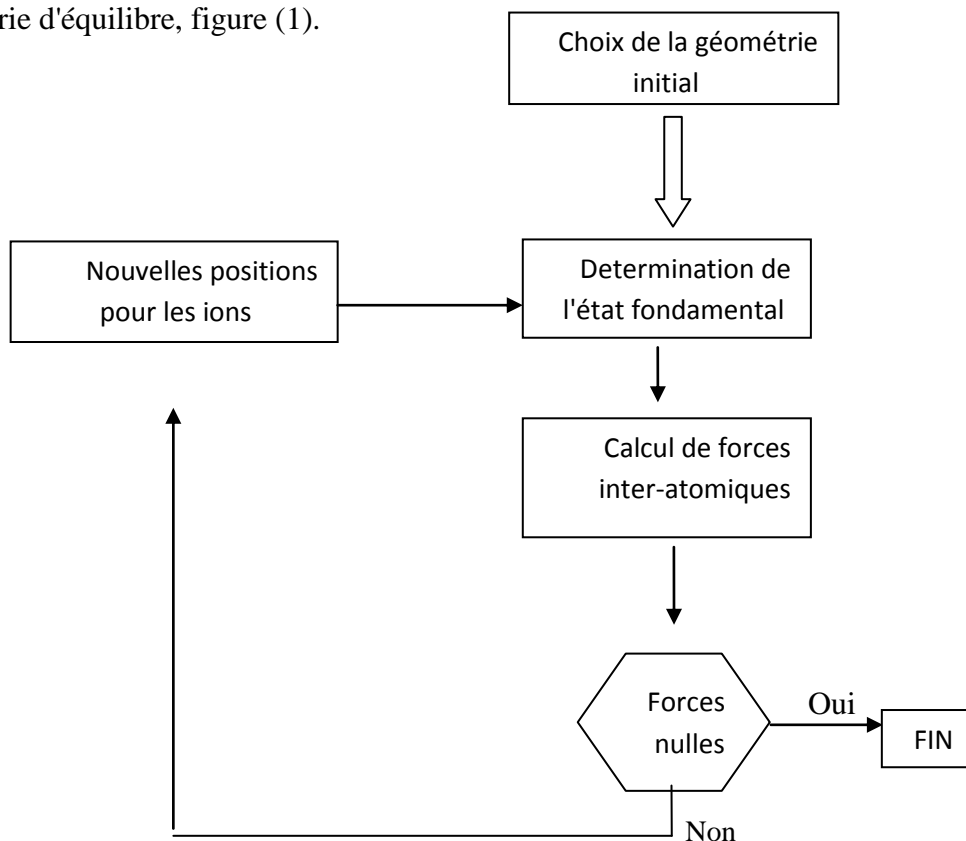 rie d'équilibre, figure (1).
Choix de la géométrie
initial
Nouvelles positions
pour les ions
Determination de
l'état fondamental
Calcul de forces
inter-atomiques
Forces
nulles
Oui
FIN
Non